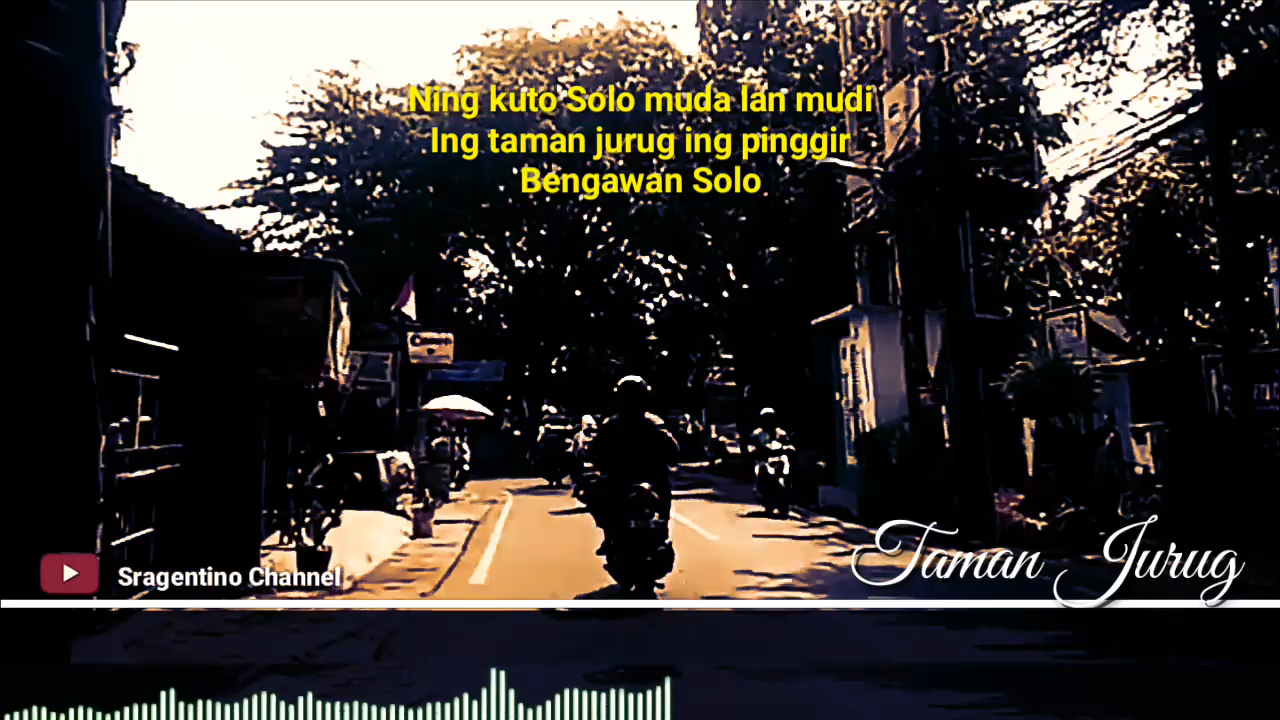 Ning kuto Solo muda lan mudi
Ing taman jurug ing pinggir
Bengawan Solo
Sragentino Channel
Taman Jurug